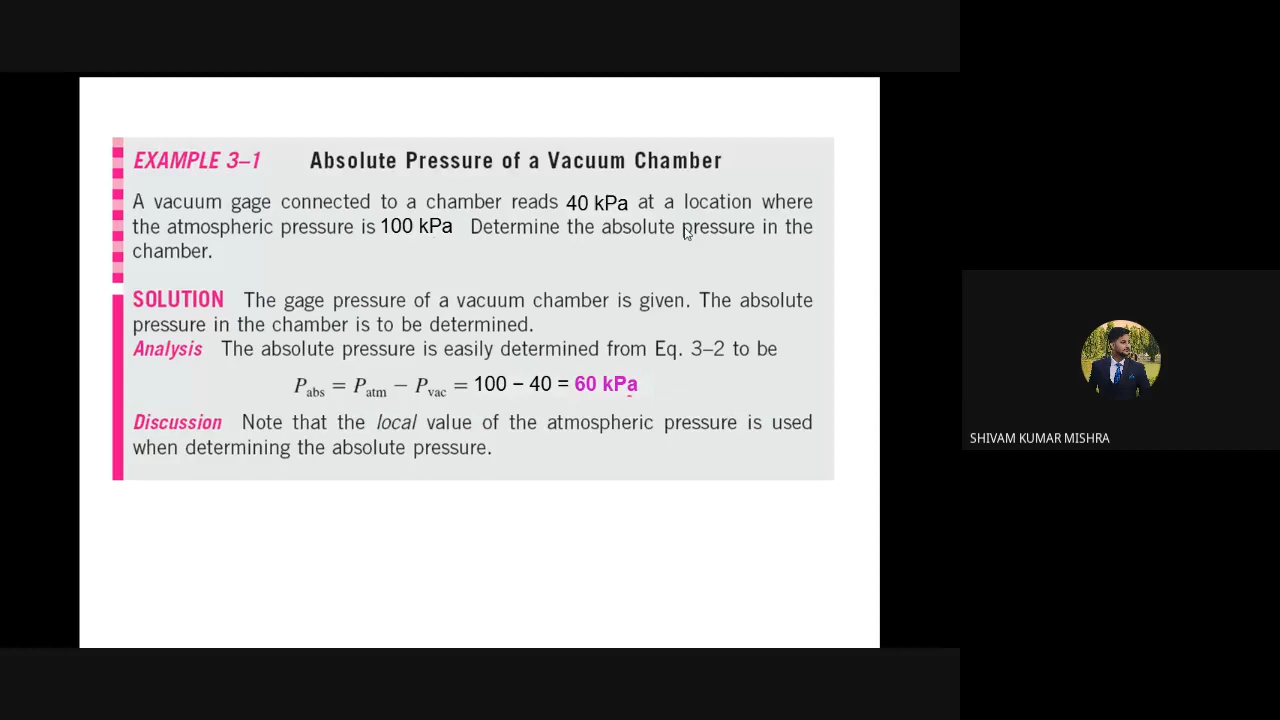 EXAMPLE 3–1 Absolute Pressure of a Vacuum Chamber
A vacuum gage connected to a chamber reads 40 kPa at a location where
the atmospheric pressure is 100 kPa Determine the absolute pressure in the
chamber.
SOLUTION The gage pressure of a vacuum chamber is given. The absolute
pressure in the chamber is to be determined.
Analysis The absolute pressure is easily determined from Eq. 3–2 to be
P_abs = P_atm − P_vac = 100 − 40 = 60 kPa
Discussion Note that the local value of the atmospheric pressure is used
when determining the absolute pressure.
SHIVAM KUMAR MISHRA